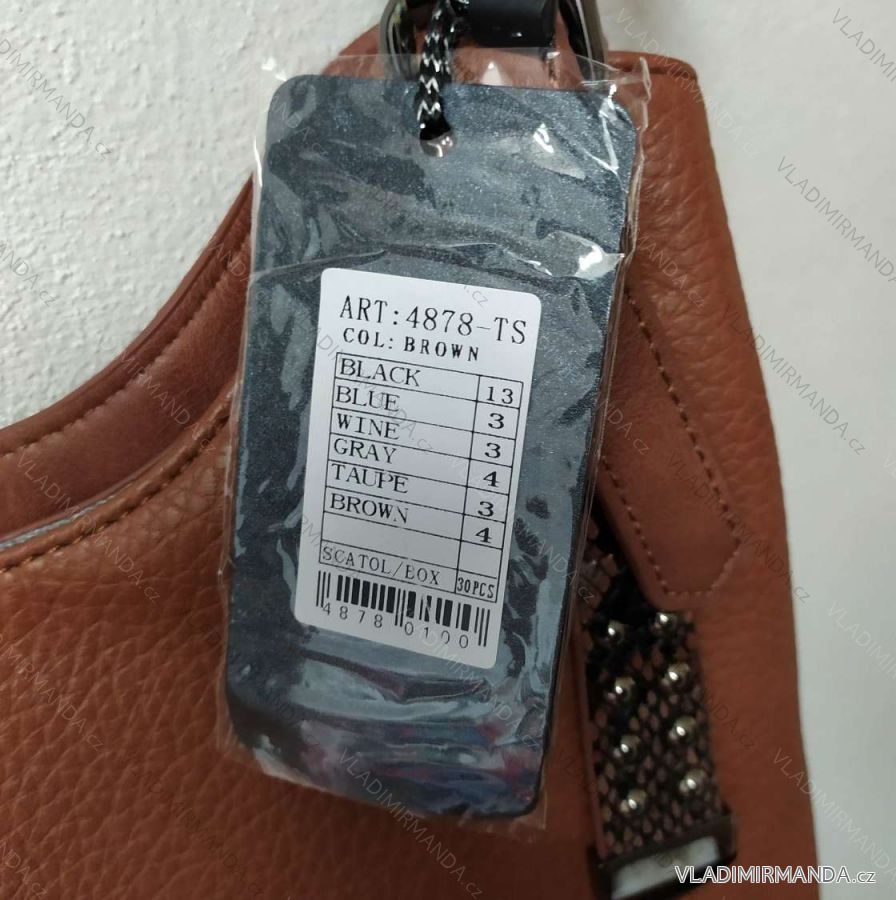 ART:4878-TS
COL: BROWN
BLACK 13
BLUE 3
WINE 3
GRAY 4
TAUPE 3
BROWN 4
SCATOL/BOX 30PCS
4878 0100
VLADIMIRMANDA.cz